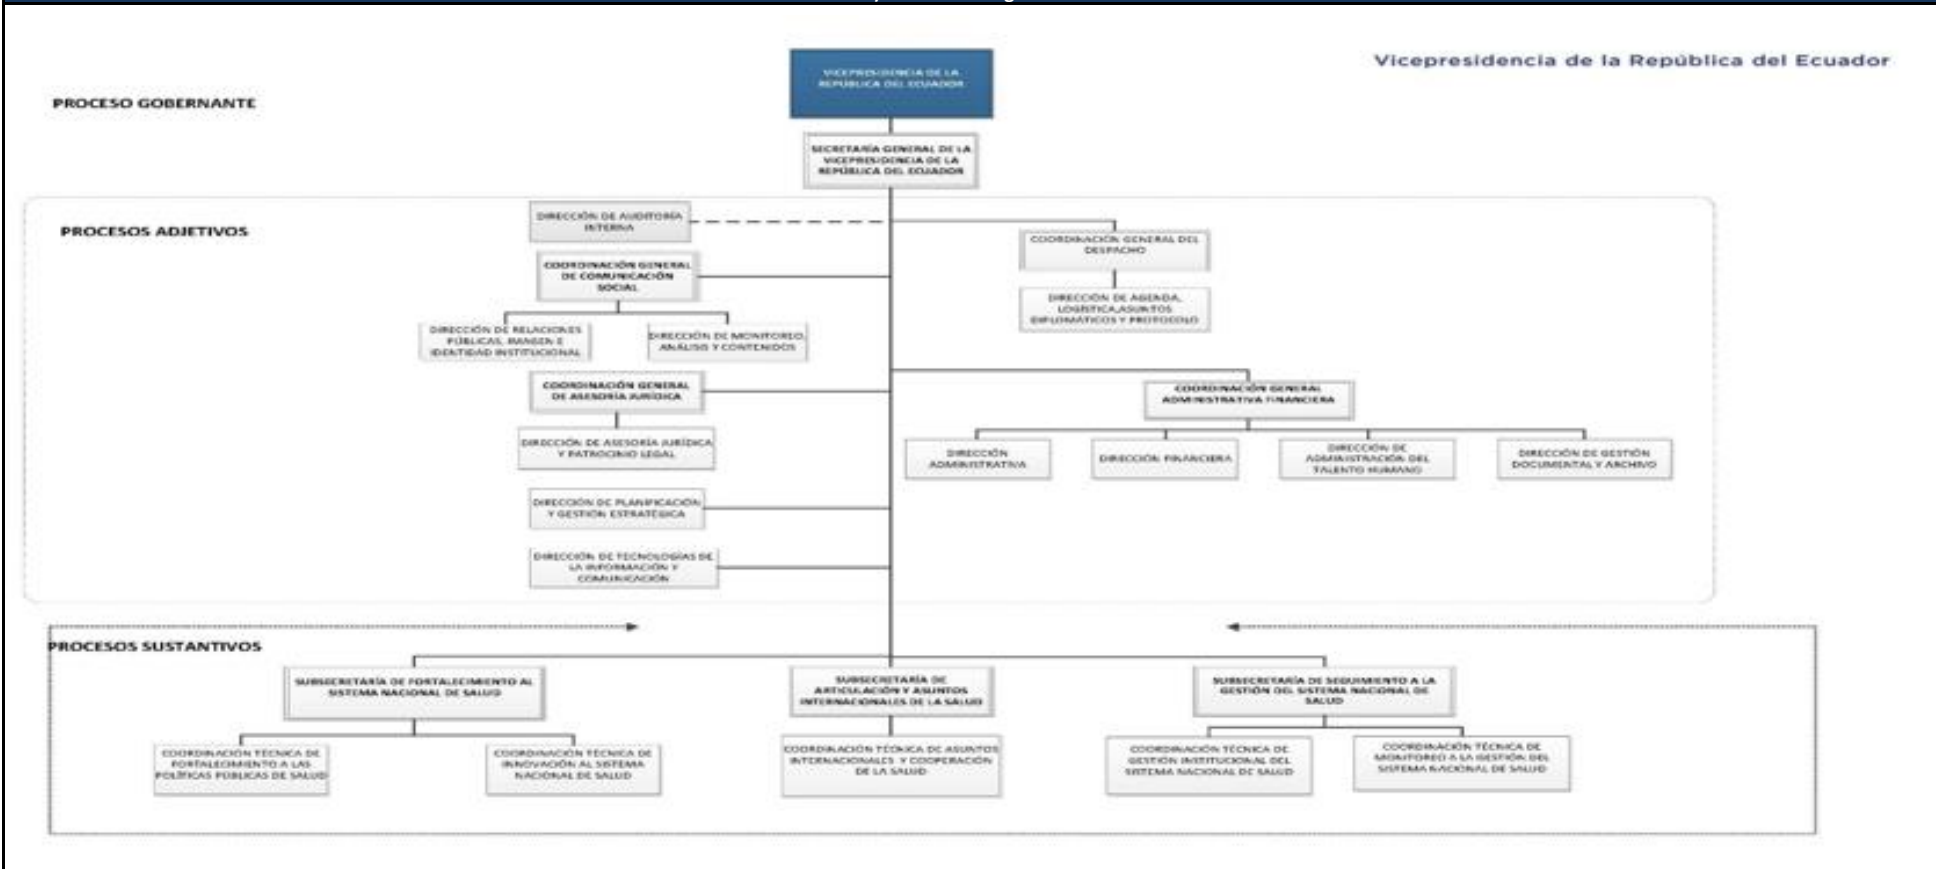 Vicepresidencia de la República del Ecuador
VICEPRESIDENCIA DE LA
REPÚBLICA DEL ECUADOR
PROCESO GOBERNANTE
SECRETARÍA GENERAL DE LA
VICEPRESIDENCIA DE LA
REPÚBLICA DEL ECUADOR
PROCESOS ADJETIVOS
DIRECCIÓN DE AUDITORÍA
INTERNA
COORDINACIÓN GENERAL DEL
DESPACHO
COORDINACIÓN GENERAL
DE COMUNICACIÓN
SOCIAL
DIRECCIÓN DE AGENDA,
LOGÍSTICA,ASUNTOS
DIPLOMÁTICOS Y PROTOCOLO
DIRECCIÓN DE RELACIONES
PÚBLICAS, IMAGEN E
IDENTIDAD INSTITUCIONAL
DIRECCIÓN DE MONITOREO,
ANÁLISIS Y CONTENIDOS
COORDINACIÓN GENERAL
DE ASESORÍA JURÍDICA
COORDINACIÓN GENERAL
ADMINISTRATIVA FINANCIERA
DIRECCIÓN DE ASESORÍA JURÍDICA
Y PATROCINIO LEGAL
DIRECCIÓN
ADMINISTRATIVA
DIRECCIÓN FINANCIERA
DIRECCIÓN DE
ADMINISTRACIÓN DEL
TALENTO HUMANO
DIRECCIÓN DE GESTIÓN
DOCUMENTAL Y ARCHIVO
DIRECCIÓN DE PLANIFICACIÓN
Y GESTIÓN ESTRATÉGICA
DIRECCIÓN DE TECNOLOGÍAS DE
LA INFORMACIÓN Y
COMUNICACIÓN
PROCESOS SUSTANTIVOS
SUBSECRETARÍA DE FORTALECIMIENTO AL
SISTEMA NACIONAL DE SALUD
SUBSECRETARÍA DE
ARTICULACIÓN Y ASUNTOS
INTERNACIONALES DE LA SALUD
SUBSECRETARÍA DE SEGUIMIENTO A LA
GESTIÓN DEL SISTEMA NACIONAL DE
SALUD
COORDINACIÓN TÉCNICA DE
FORTALECIMIENTO A LAS
POLÍTICAS PÚBLICAS DE SALUD
COORDINACIÓN TÉCNICA DE
INNOVACIÓN AL SISTEMA
NACIONAL DE SALUD
COORDINACIÓN TÉCNICA DE ASUNTOS
INTERNACIONALES Y COOPERACIÓN
DE LA SALUD
COORDINACIÓN TÉCNICA DE
GESTIÓN INSTITUCIONAL DEL
SISTEMA NACIONAL DE SALUD
COORDINACIÓN TÉCNICA DE
MONITOREO A LA GESTIÓN DEL
SISTEMA NACIONAL DE SALUD